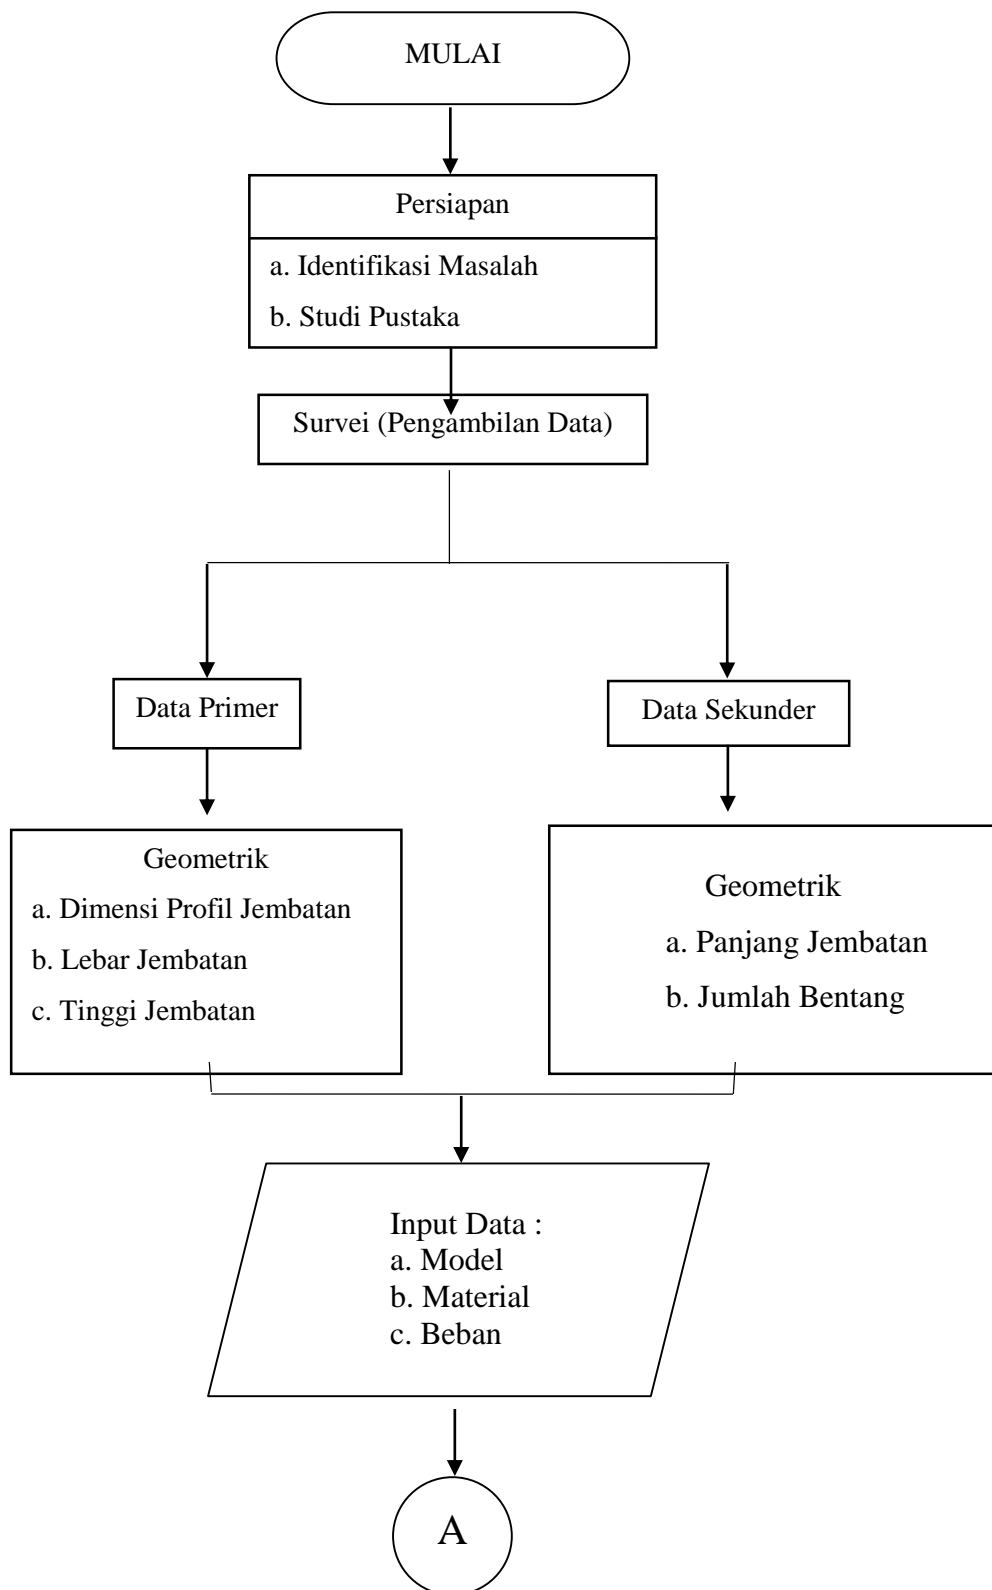 MULAI
Persiapan
a. Identifikasi Masalah
b. Studi Pustaka
Survei (Pengambilan Data)
Data Primer
Data Sekunder
Geometrik
a. Dimensi Profil Jembatan
b. Lebar Jembatan
c. Tinggi Jembatan
Geometrik
a. Panjang Jembatan
b. Jumlah Bentang
Input Data :
a. Model
b. Material
c. Beban
A